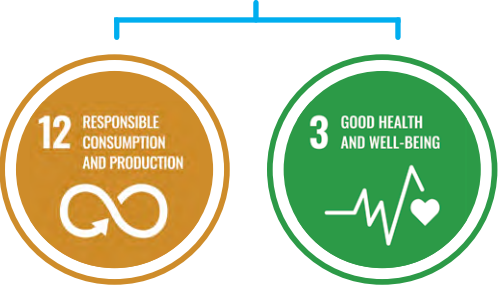 12 RESPONSIBLE
CONSUMPTION
AND PRODUCTION
3 GOOD HEALTH
AND WELL-BEING